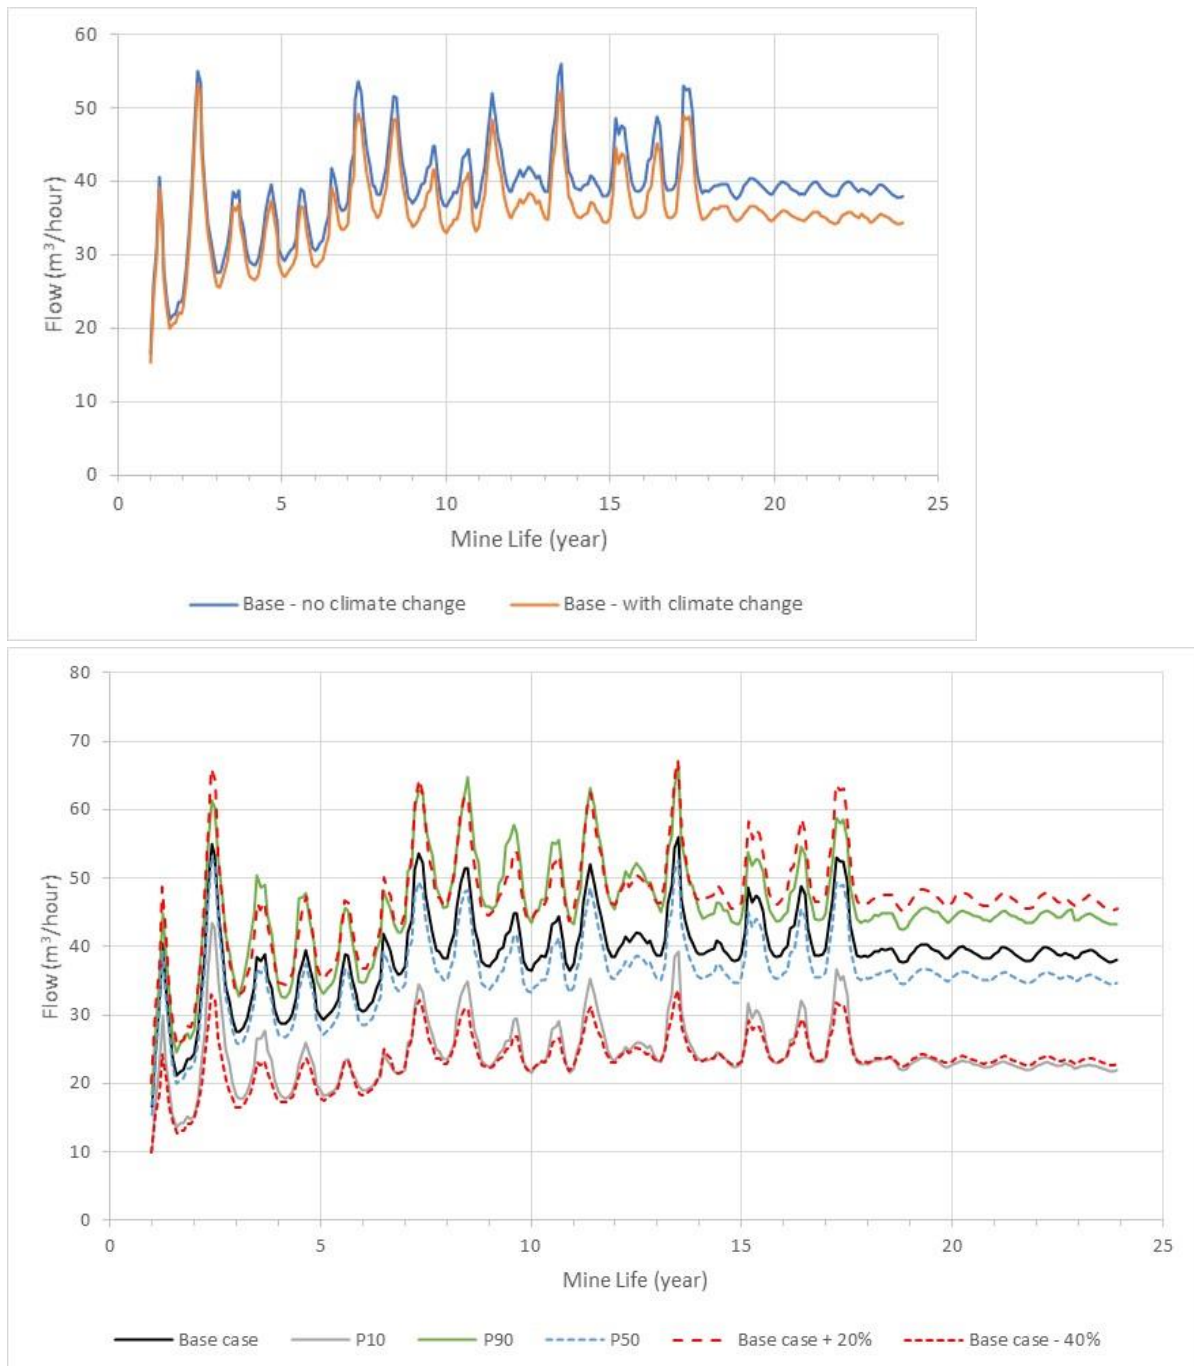 60
50
40
30
20
10
0
Flow (m³/hour)
0 5 10 15 20 25
Mine Life (year)
Base - no climate change Base - with climate change
80
70
60
50
40
30
20
10
0
Flow (m³/hour)
0 5 10 15 20 25
Mine Life (year)
Base case P10 P90 P50 Base case + 20% Base case - 40%